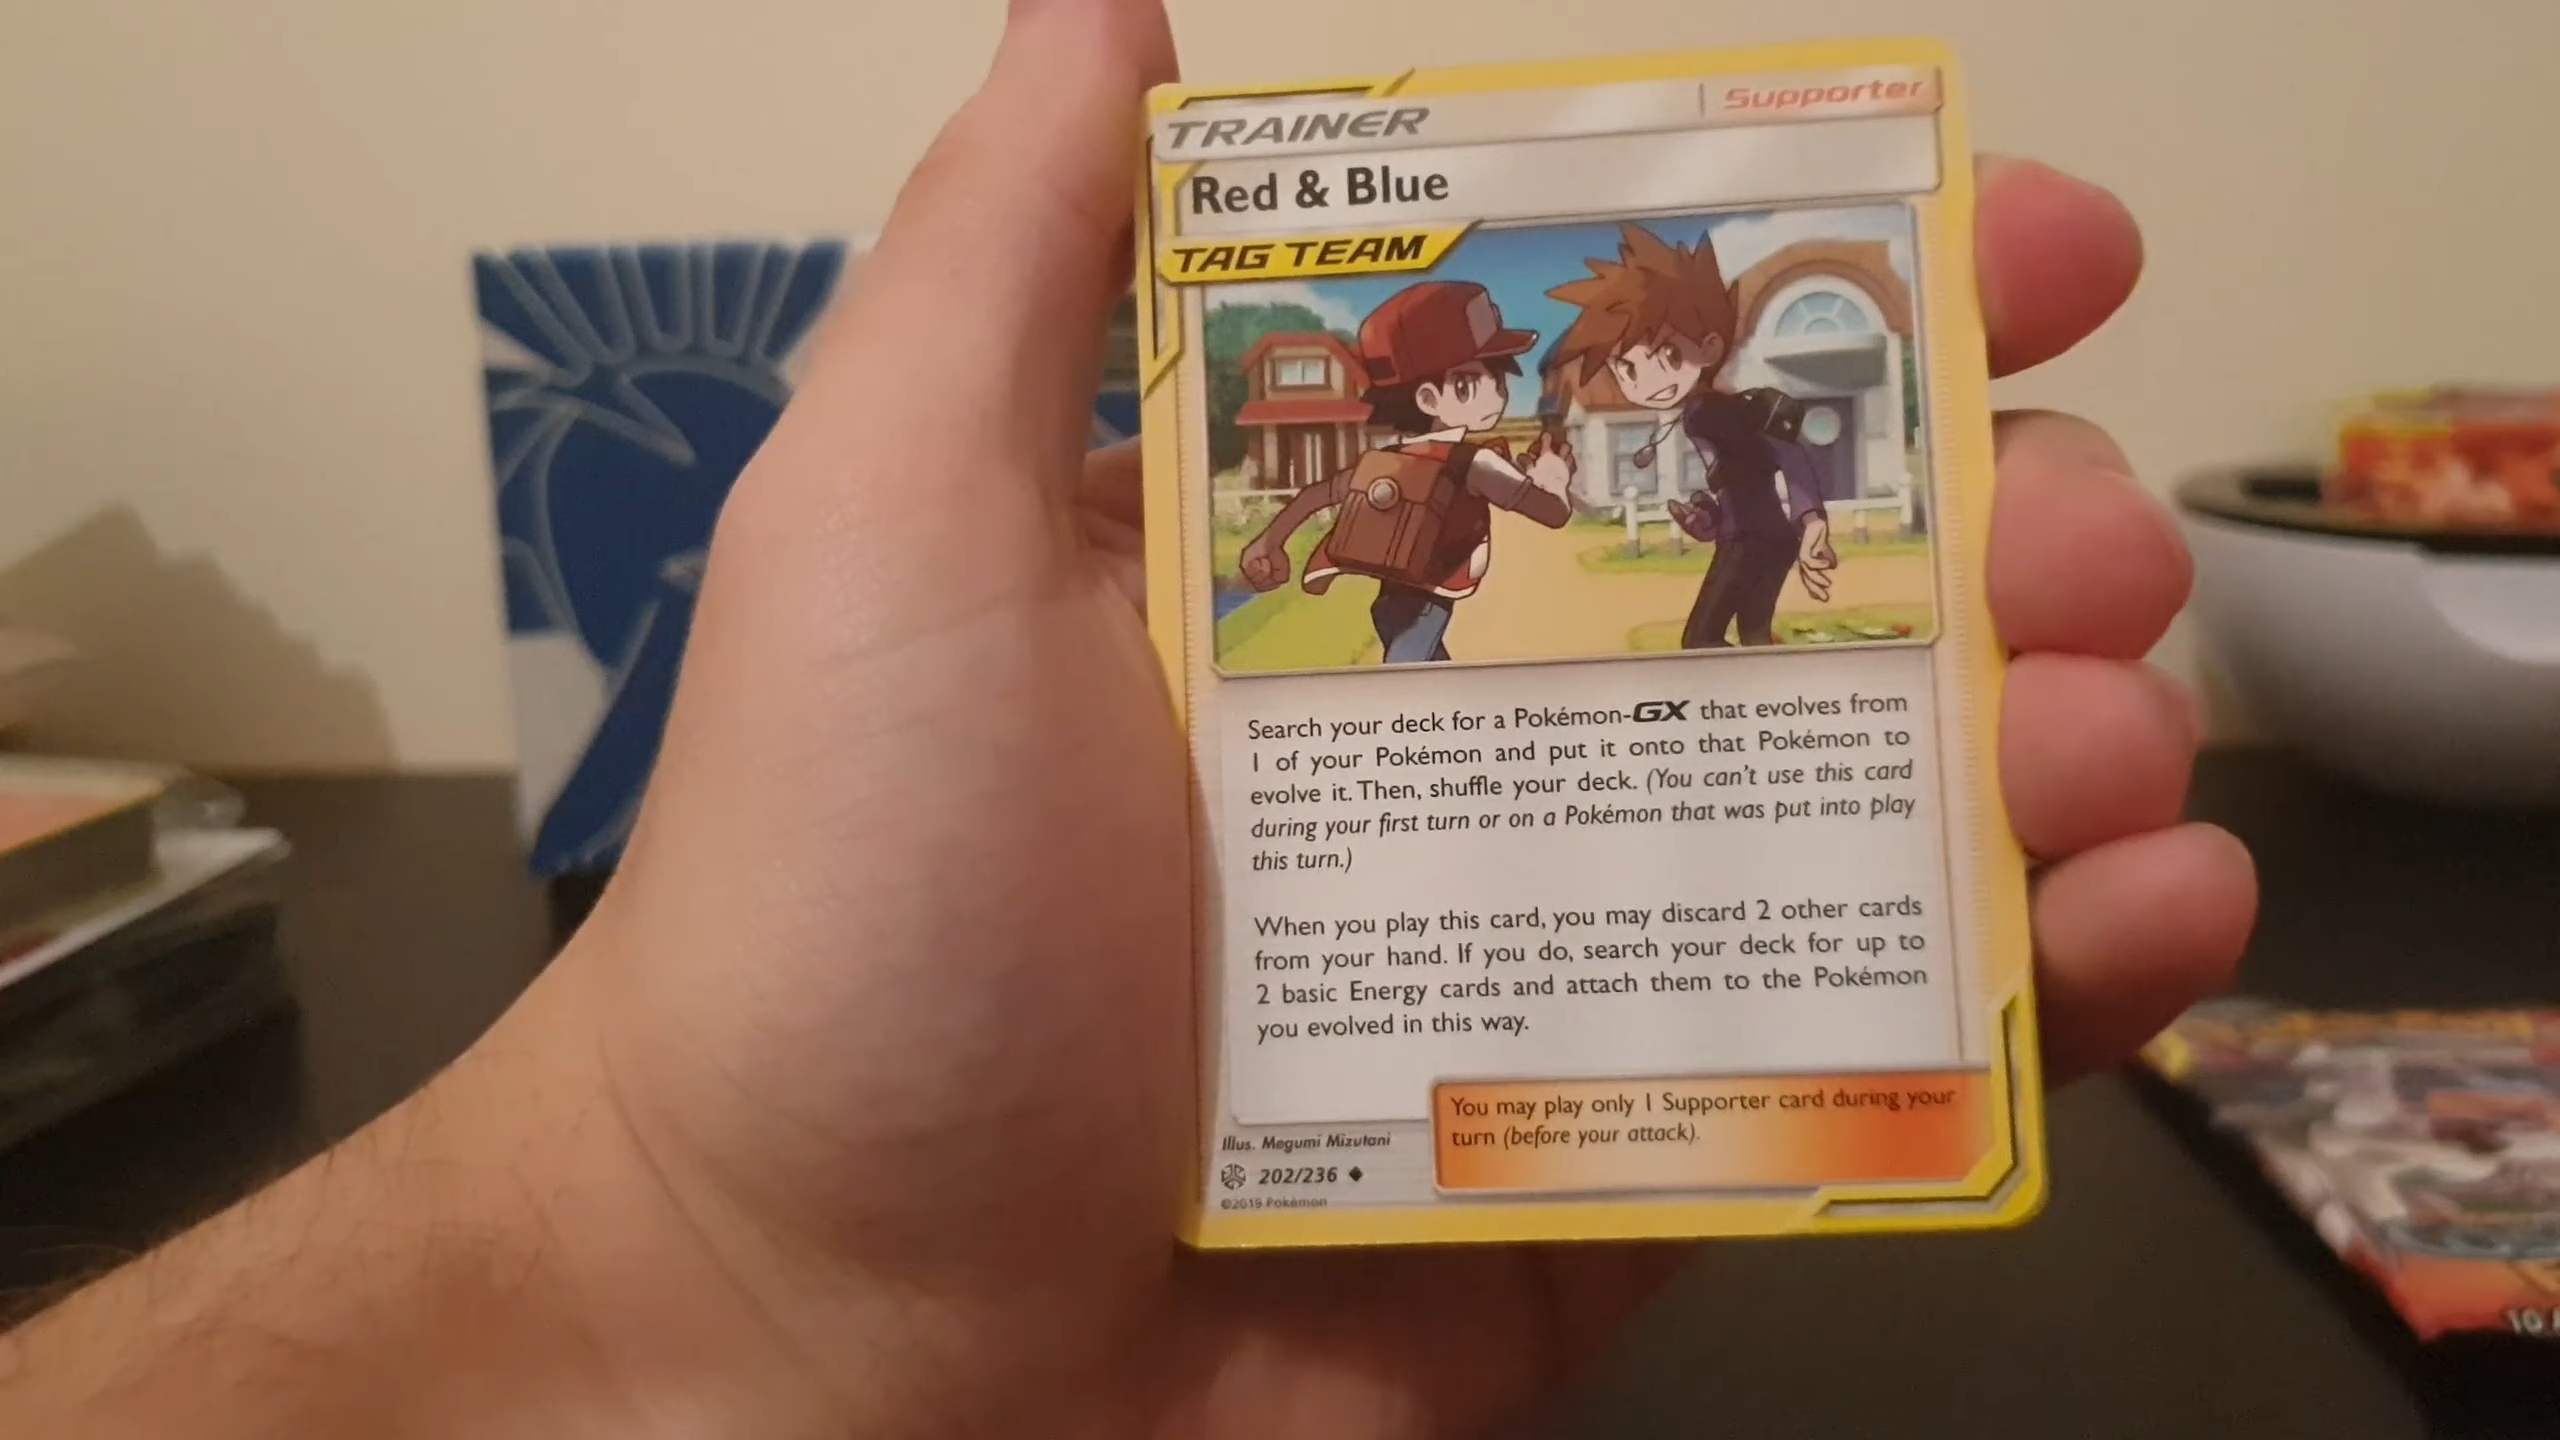 TRAINER
Supporter
Red & Blue
TAG TEAM
Search your deck for a Pokémon-GX that evolves from
1 of your Pokémon and put it onto that Pokémon to
evolve it. Then, shuffle your deck. (You can't use this card
during your first turn or on a Pokémon that was put into play
this turn.)
When you play this card, you may discard 2 other cards
from your hand. If you do, search your deck for up to
2 basic Energy cards and attach them to the Pokémon
you evolved in this way.
You may play only 1 Supporter card during your
turn (before your attack).
Illus. Megumi Mizutani
202/236
©2019 Pokémon
10